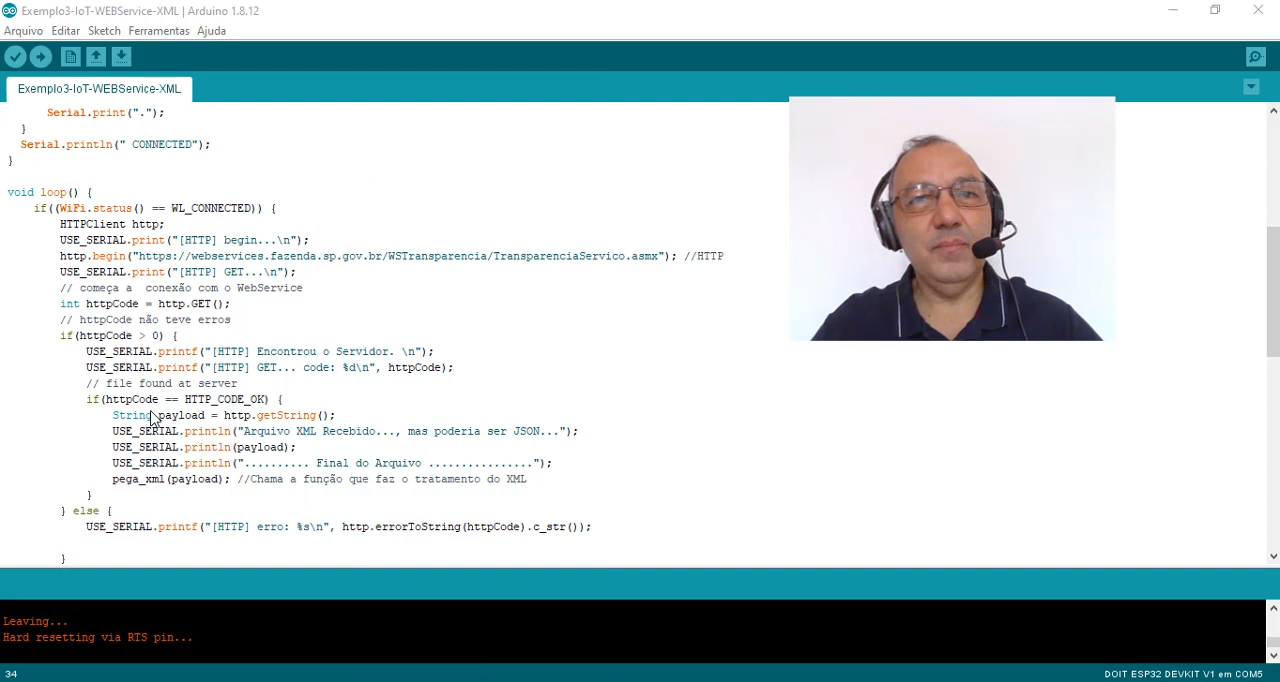 Exemplo3-IoT-WEBService-XML | Arduino 1.8.12
Arquivo Editar Sketch Ferramentas Ajuda
Exemplo3-IoT-WEBService-XML
Serial.print(".");
}
Serial.println(" CONNECTED");
}
void loop() {
if((WiFi.status() == WL_CONNECTED)) {
HTTPClient http;
USE_SERIAL.print("[HTTP] begin...\n");
http.begin("https://webservices.fazenda.sp.gov.br/WSTransparencia/TransparenciaServico.asmx"); //HTTP
USE_SERIAL.print("[HTTP] GET...\n");
// começa a  conexão com o WebService
int httpCode = http.GET();
// httpCode não teve erros
if(httpCode > 0) {
USE_SERIAL.printf("[HTTP] Encontrou o Servidor. \n");
USE_SERIAL.printf("[HTTP] GET... code: %d\n", httpCode);
// file found at server
if(httpCode == HTTP_CODE_OK) {
String payload = http.getString();
USE_SERIAL.println("Arquivo XML Recebido..., mas poderia ser JSON...");
USE_SERIAL.println(payload);
USE_SERIAL.println(".......... Final do Arquivo ................");
pega_xml(payload); //Chama a função que faz o tratamento do XML
}
} else {
USE_SERIAL.printf("[HTTP] erro: %s\n", http.errorToString(httpCode).c_str());
}
Leaving...
Hard resetting via RTS pin...
34
DOIT ESP32 DEVKIT V1 em COM5